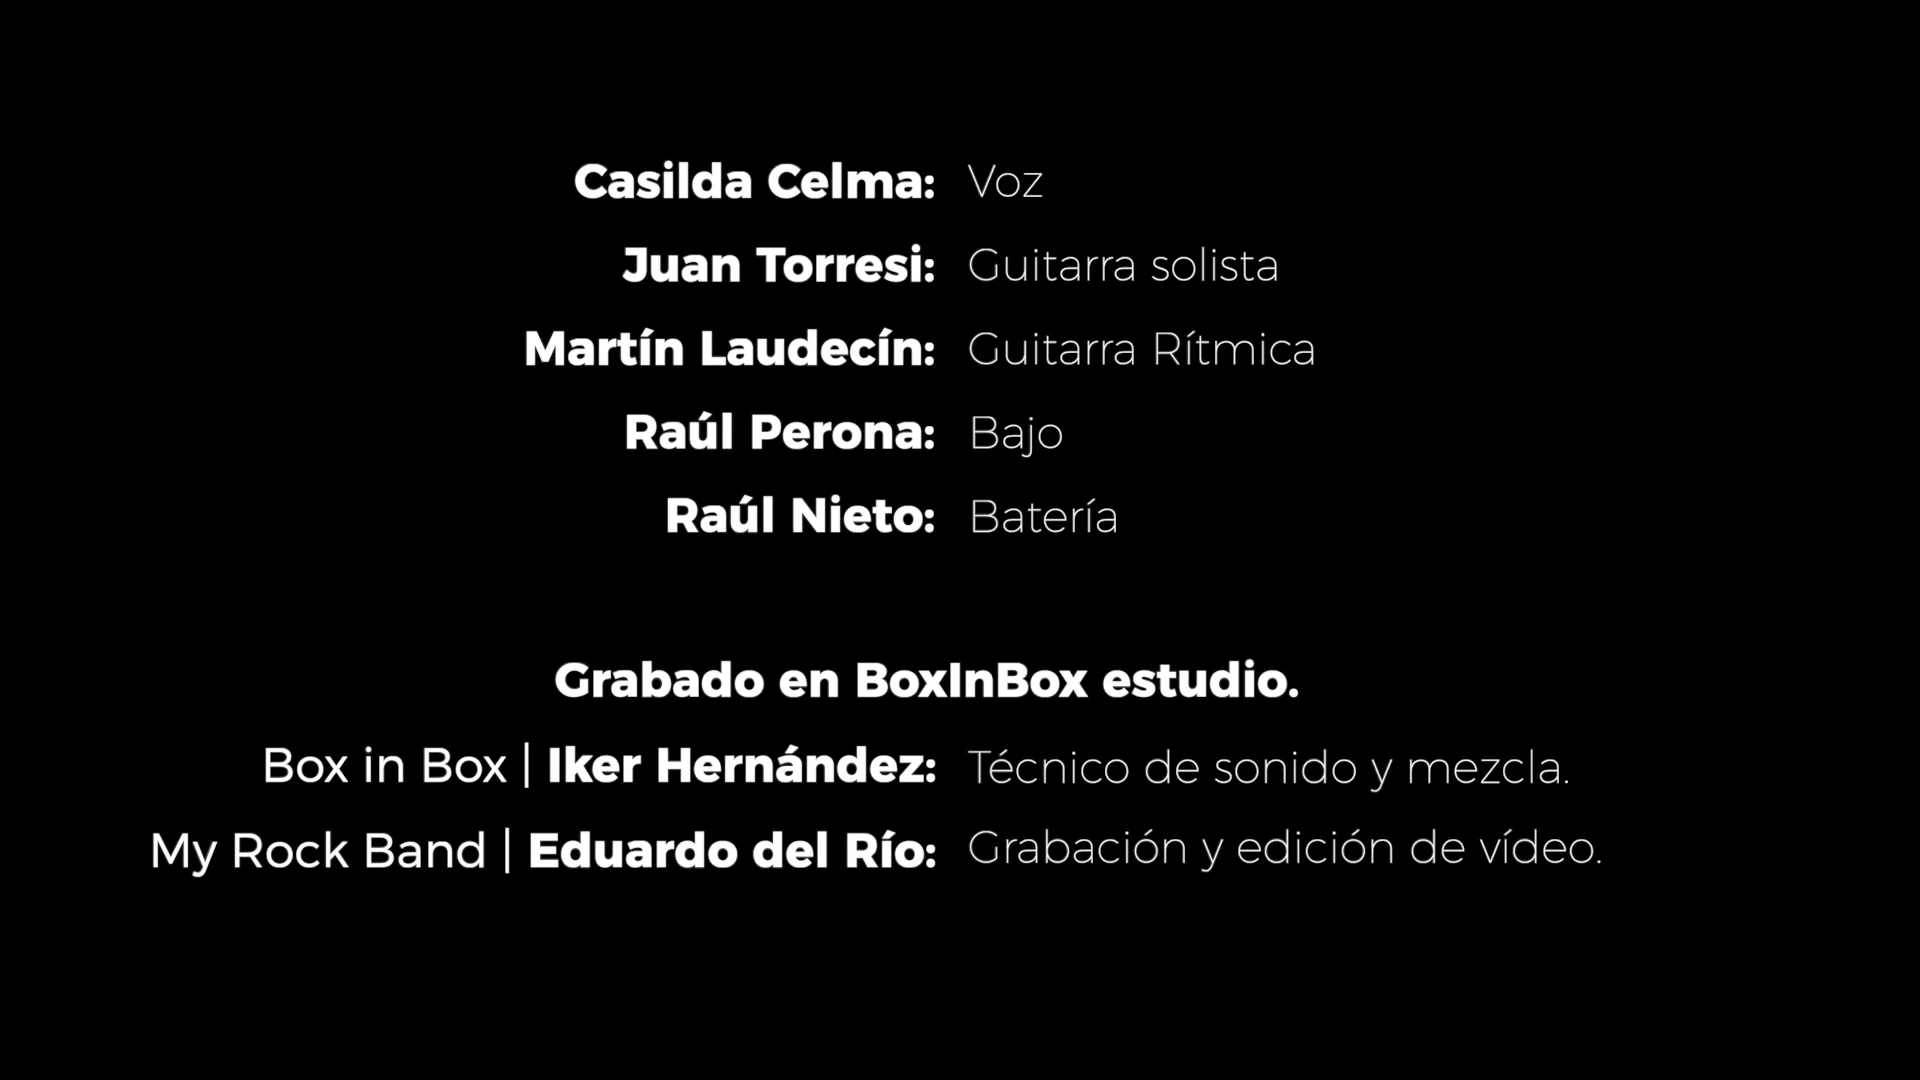 Casilda Celma: Voz
Juan Torresi: Guitarra solista
Martín Laudecín: Guitarra Rítmica
Raúl Perona: Bajo
Raúl Nieto: Batería
Grabado en BoxInBox estudio.
Box in Box | Iker Hernández: Técnico de sonido y mezcla.
My Rock Band | Eduardo del Río: Grabación y edición de vídeo.